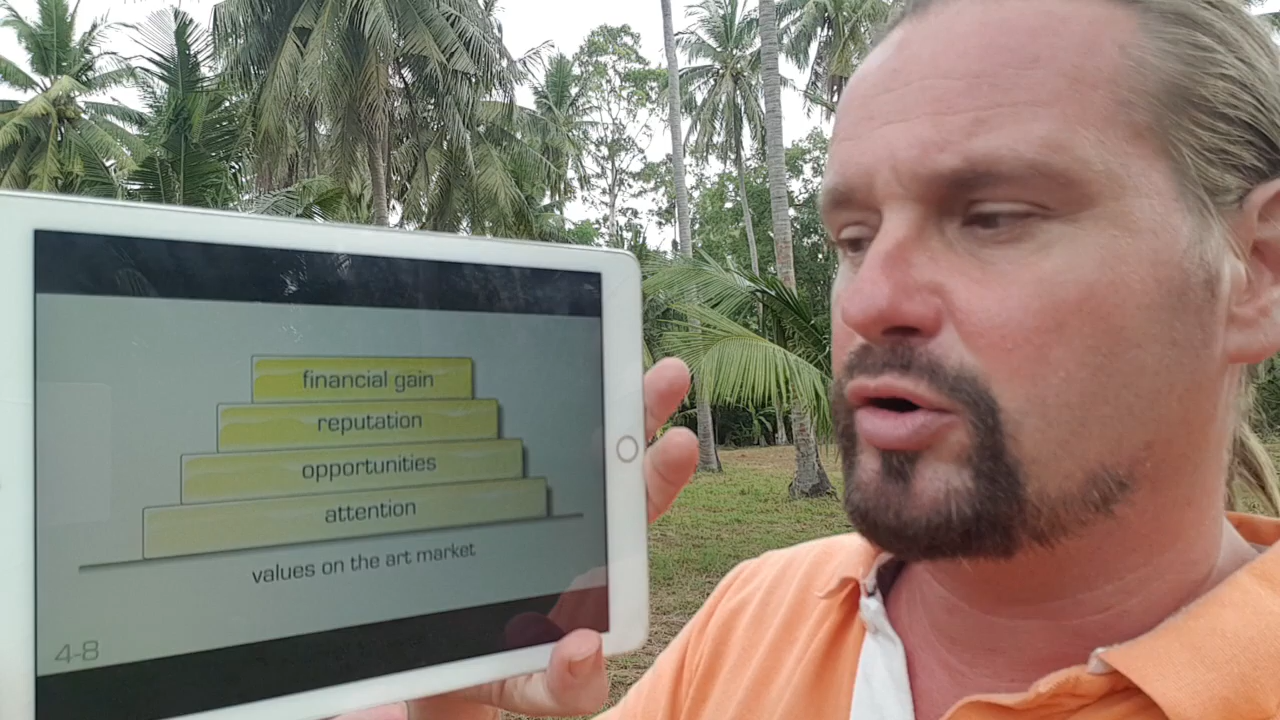 financial gain
reputation
opportunities
attention
values on the art market
4-8